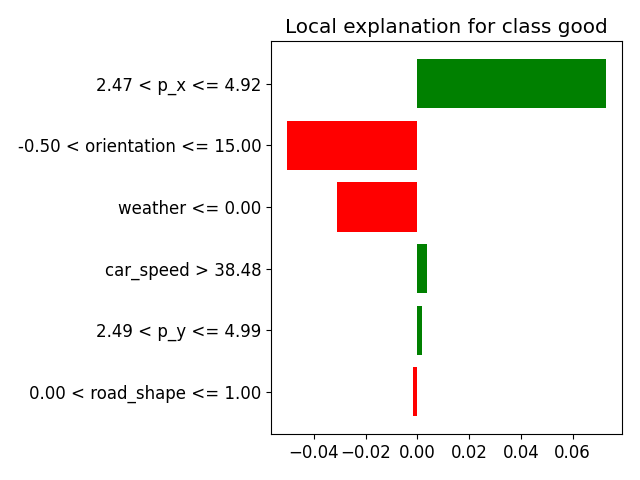 Local explanation for class good
2.47 < p_x <= 4.92
-0.50 < orientation <= 15.00
weather <= 0.00
car_speed > 38.48
2.49 < p_y <= 4.99
0.00 < road_shape <= 1.00
−0.04 −0.02 0.00 0.02 0.04 0.06